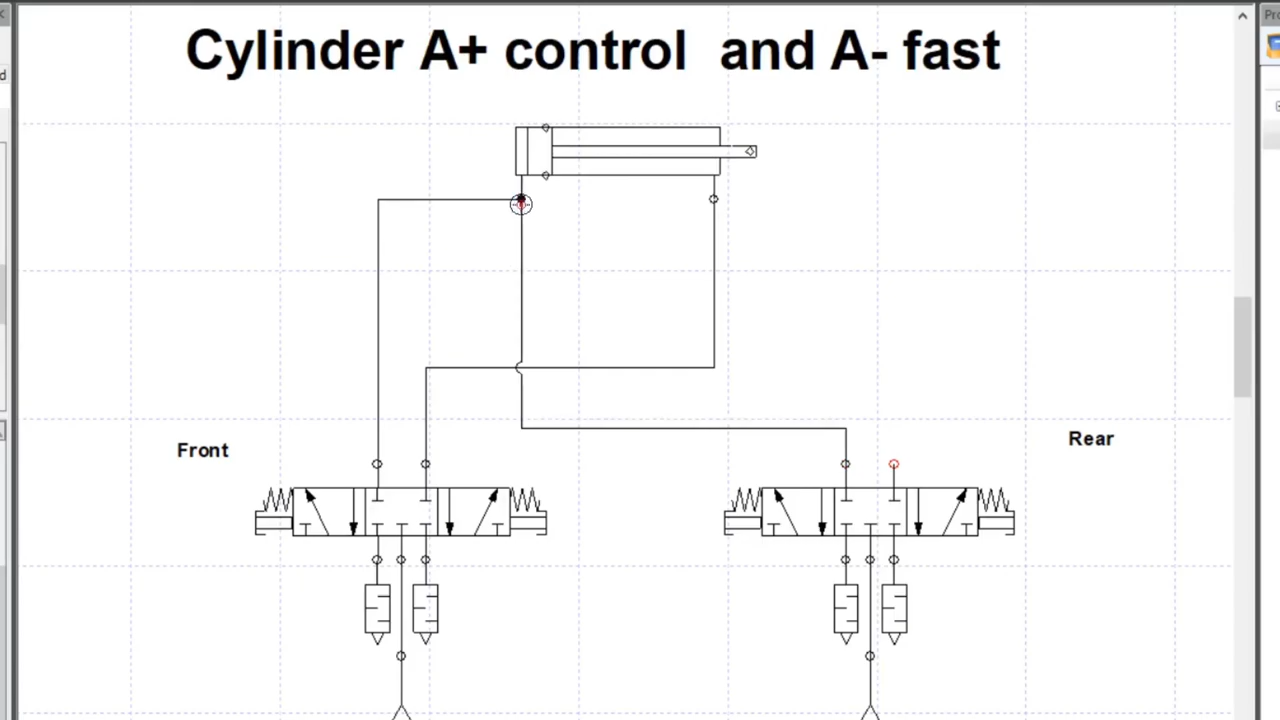 Cylinder A+ control  and A- fast
Front
Rear